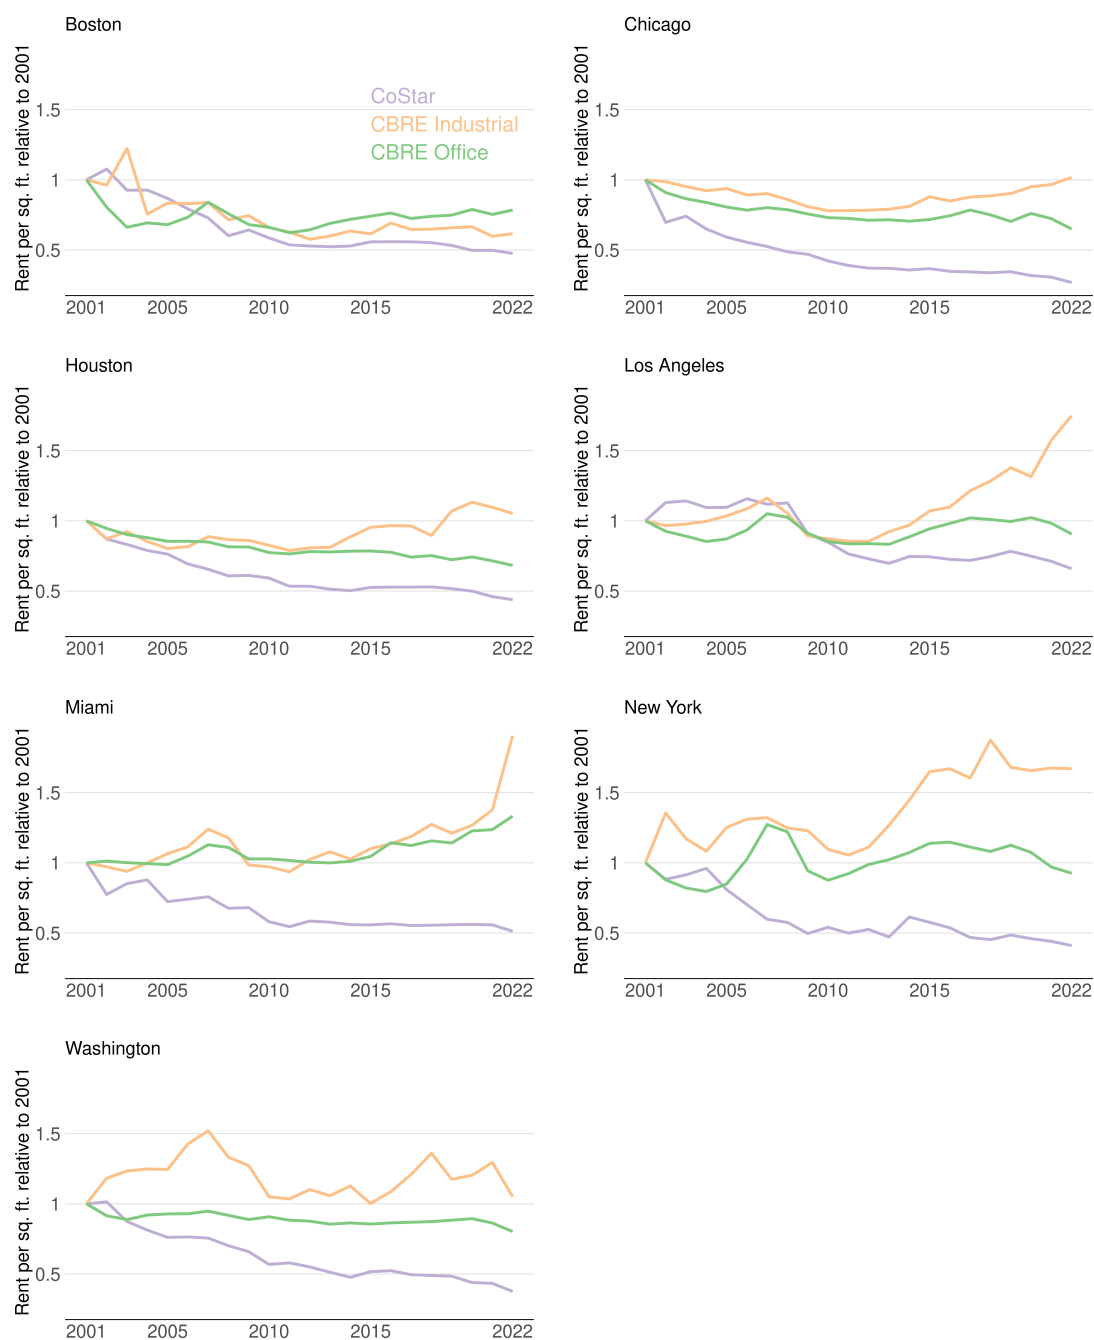 Boston
Rent per sq. ft. relative to 2001
1.5
1
0.5
CoStar
CBRE Industrial
CBRE Office
2001 2005 2010 2015 2022
Chicago
Rent per sq. ft. relative to 2001
1.5
1
0.5
2001 2005 2010 2015 2022
Houston
Rent per sq. ft. relative to 2001
1.5
1
0.5
2001 2005 2010 2015 2022
Los Angeles
Rent per sq. ft. relative to 2001
1.5
1
0.5
2001 2005 2010 2015 2022
Miami
Rent per sq. ft. relative to 2001
1.5
1
0.5
2001 2005 2010 2015 2022
New York
Rent per sq. ft. relative to 2001
1.5
1
0.5
2001 2005 2010 2015 2022
Washington
Rent per sq. ft. relative to 2001
1.5
1
0.5
2001 2005 2010 2015 2022